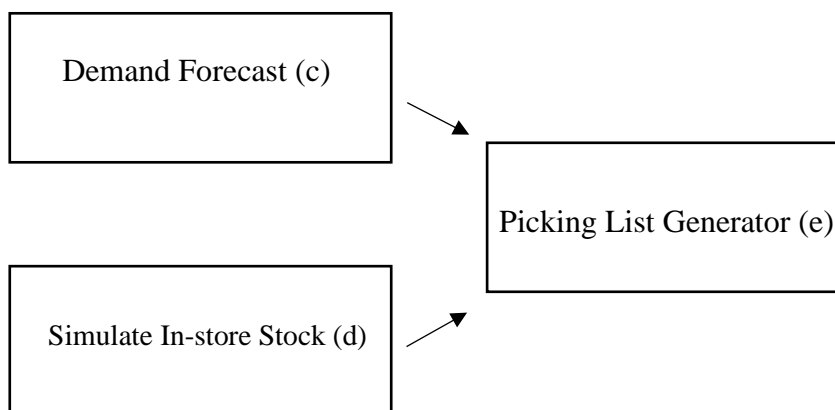 Demand Forecast (c)
Picking List Generator (e)
Simulate In-store Stock (d)